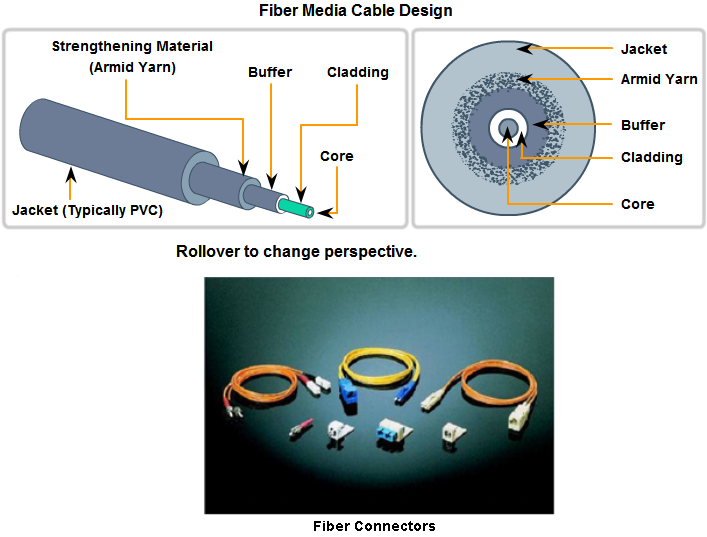 Fiber Media Cable Design
Strengthening Material
(Armid Yarn)
Buffer
Cladding
Core
Jacket (Typically PVC)
Jacket
Armid Yarn
Buffer
Cladding
Core
Rollover to change perspective.
Fiber Connectors